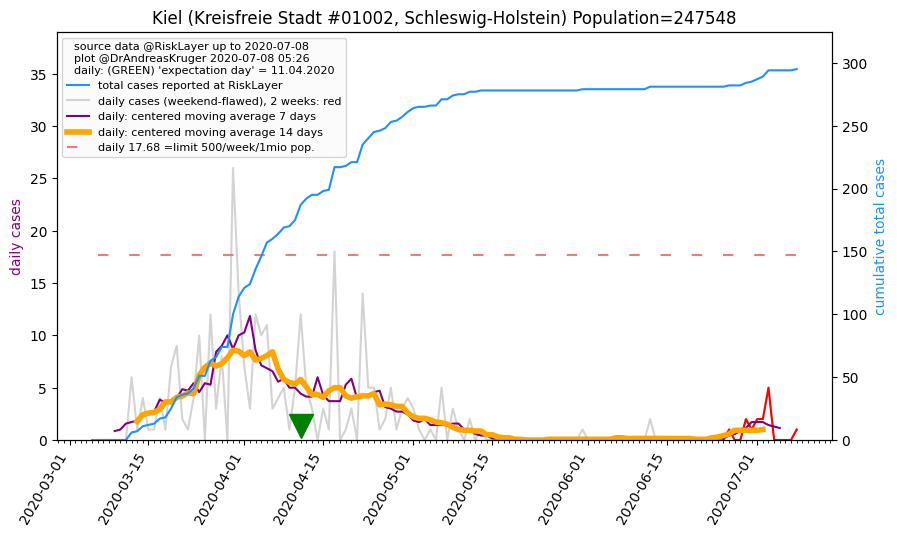 Kiel (Kreisfreie Stadt #01002, Schleswig-Holstein) Population=247548
source data @RiskLayer up to 2020-07-08
plot @DrAndreasKruger 2020-07-08 05:26
daily: (GREEN) 'expectation day' = 11.04.2020
total cases reported at RiskLayer
daily cases (weekend-flawed), 2 weeks: red
daily: centered moving average 7 days
daily: centered moving average 14 days
daily 17.68 =limit 500/week/1mio pop.
daily cases
35
30
25
20
15
10
5
0
cumulative total cases
300
250
200
150
100
50
0
2020-03-01
2020-03-15
2020-04-01
2020-04-15
2020-05-01
2020-05-15
2020-06-01
2020-06-15
2020-07-01